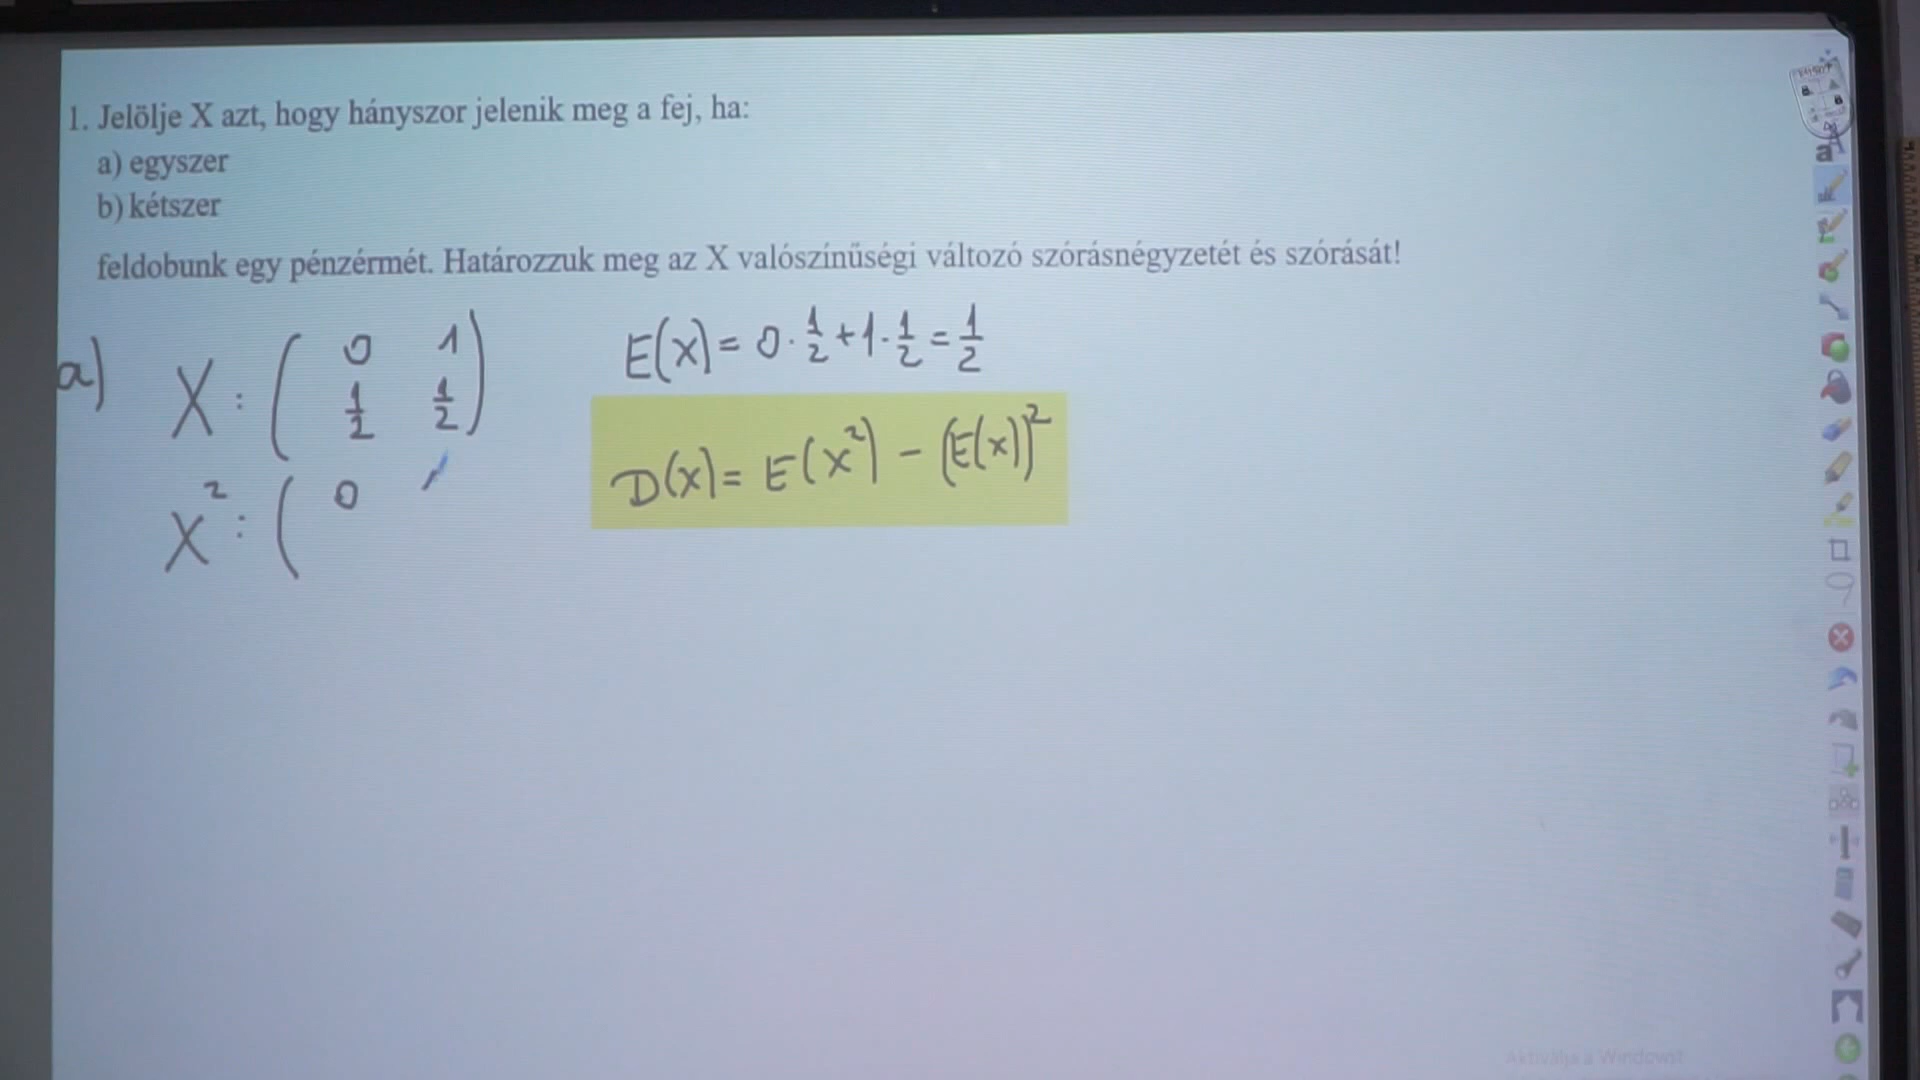 1. Jelölje X azt, hogy hányszor jelenik meg a fej, ha:
a) egyszer
b) kétszer
feldobunk egy pénzérmét. Határozzuk meg az X valószínűségi változó szórásnégyzetét és szórását!
a) X : ( 0 1 )
1/2 1/2
E(x) = 0 · 1/2 + 1 · 1/2 = 1/2
D(x) = E(x²) - (E(x))²
X² : ( 0
Aktiválja a Windowst